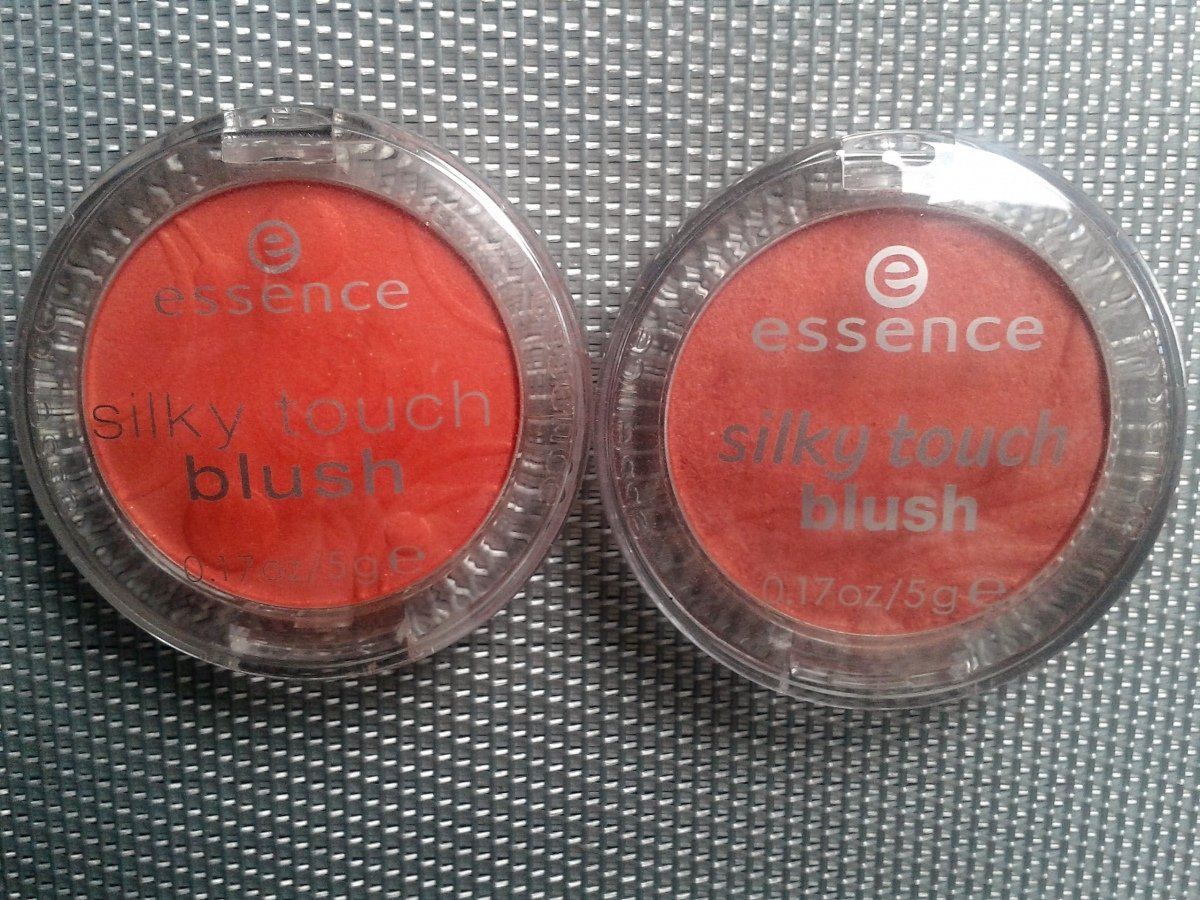 e
essence
silky touch
blush
0.17oz/5g e
e
essence
silky touch
blush
0.17oz/5g e